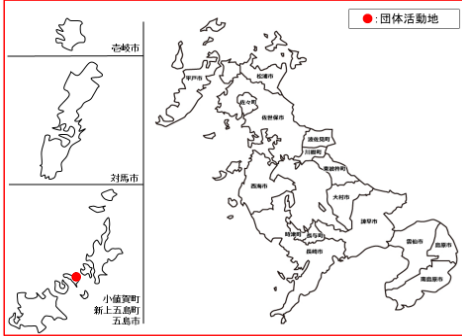 ●:団体活動地
壱岐市
対馬市
小値賀町
新上五島町
五島市
平戸市
松浦市
佐々町
佐世保市
波佐見町
川棚町
東彼杵町
西海市
大村市
時津町
長与町
諫早市
長崎市
雲仙市
島原市
南島原市